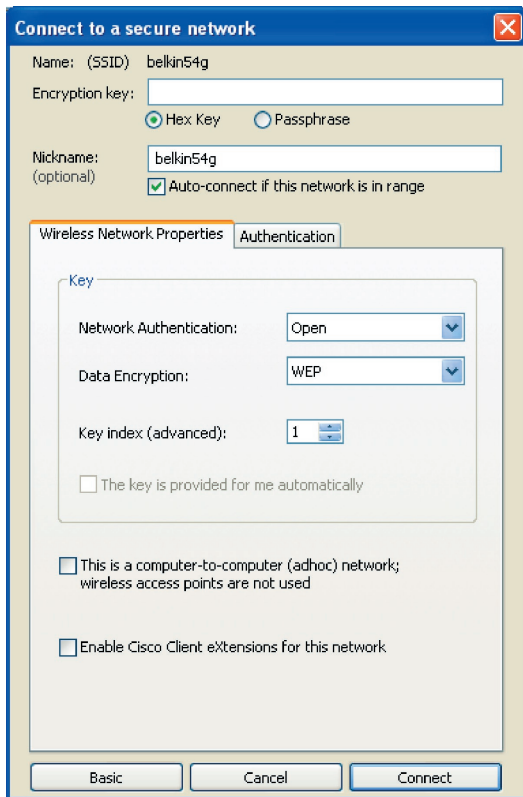 Connect to a secure network
Name: (SSID) belkin54g
Encryption key:
Hex Key Passphrase
Nickname: belkin54g
(optional)
Auto-connect if this network is in range
Wireless Network Properties Authentication
Key
Network Authentication: Open
Data Encryption: WEP
Key index (advanced): 1
The key is provided for me automatically
This is a computer-to-computer (adhoc) network;
wireless access points are not used
Enable Cisco Client eXtensions for this network
Basic Cancel Connect